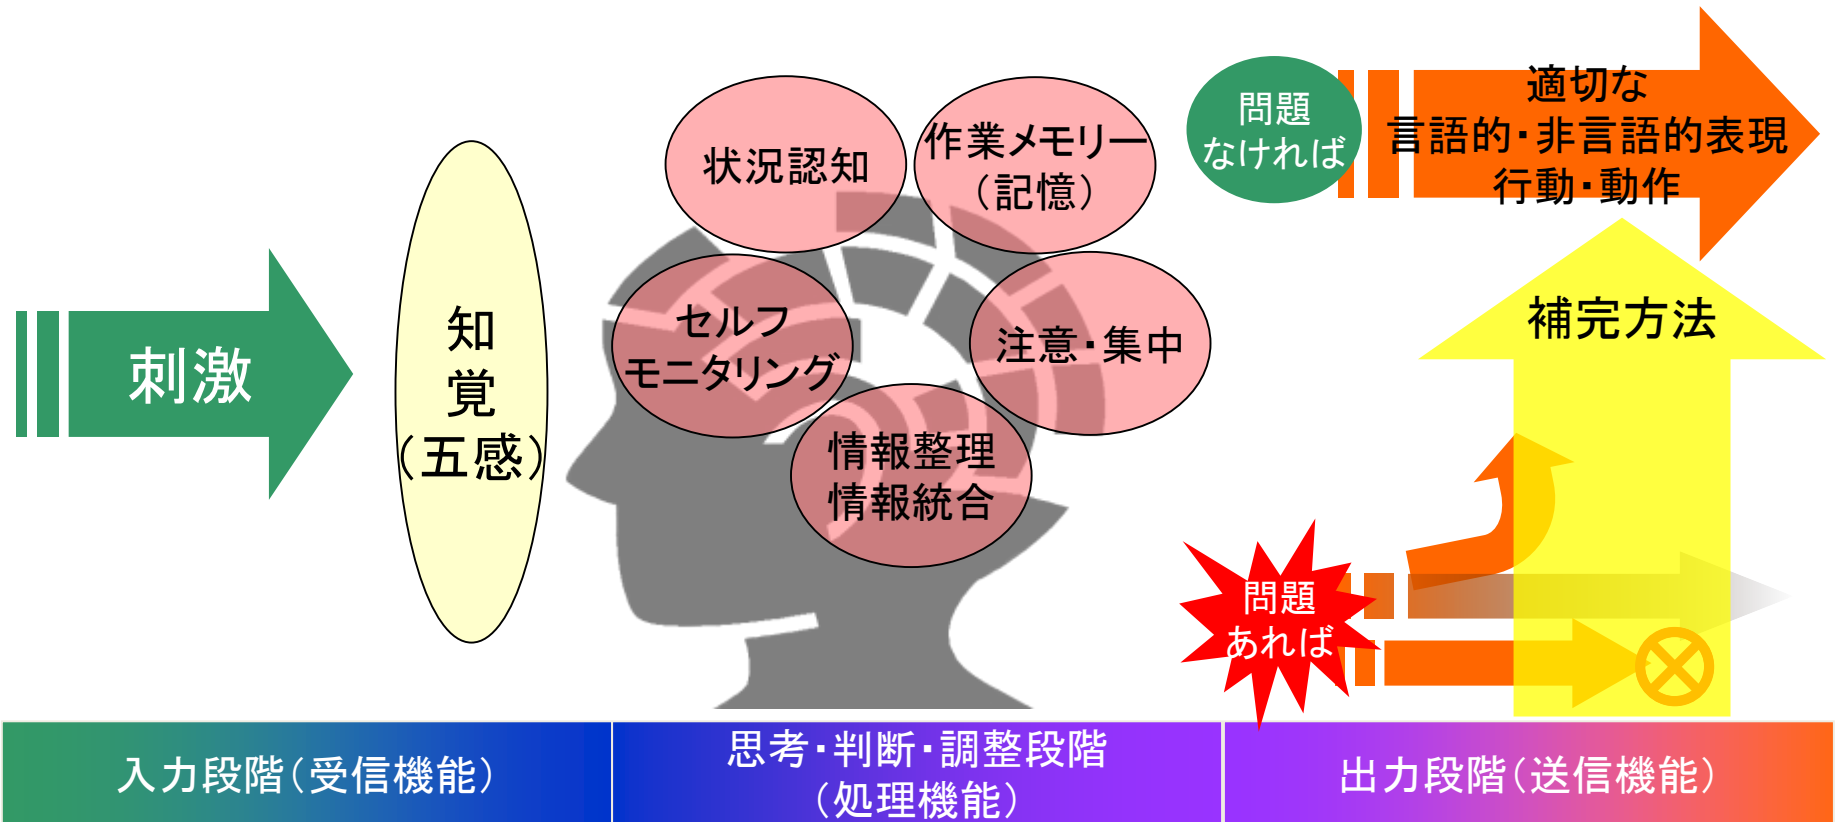 刺激
知
覚
（五感）
状況認知
作業メモリー
（記憶）
セルフ
モニタリング
注意・集中
情報整理
情報統合
問題
なければ
適切な
言語的・非言語的表現
行動・動作
補完方法
問題
あれば
入力段階（受信機能）
思考・判断・調整段階
（処理機能）
出力段階（送信機能）